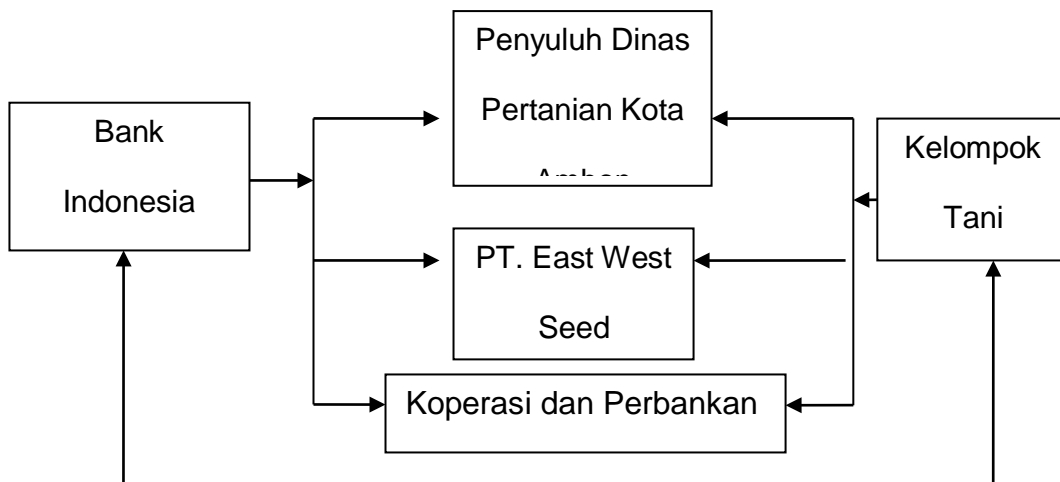 Penyuluh Dinas
Pertanian Kota
Bank
Indonesia
Kelompok
Tani
PT. East West
Seed
Koperasi dan Perbankan